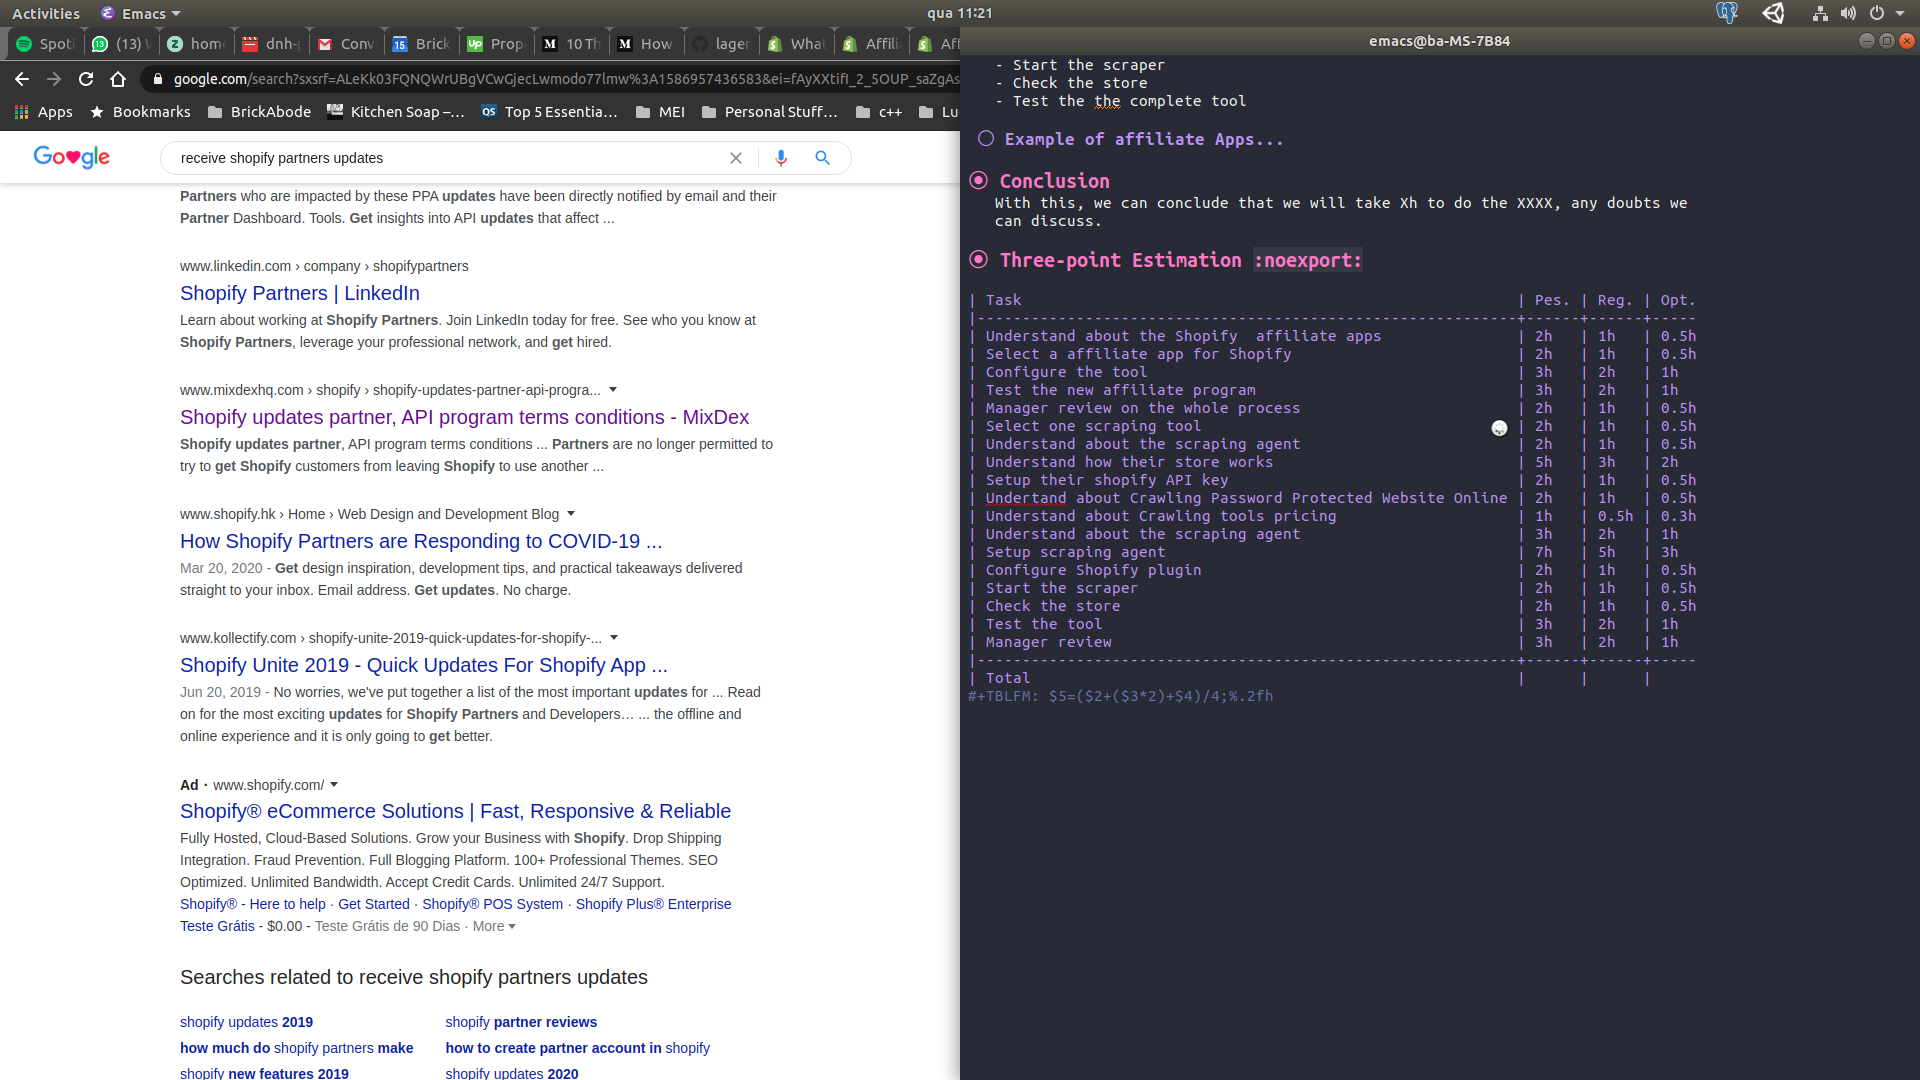 Activities
Emacs
qua 11:21
Spoti
(13) W
home
dnh-p
Conv
Brick
Prop
10 Th
How
lager
What
Affili
Aff
google.com/search?sxsrf=ALeKk03FQNQWrUBgVCwGjecLwmodo77lmw%3A1586957436583&ei=fAyXXtifI_2_5OUP_saZgAs
Apps
Bookmarks
BrickAbode
Kitchen Soap –...
Top 5 Essentia...
MEI
Personal Stuff...
c++
Lu
Google
receive shopify partners updates
Partners who are impacted by these PPA updates have been directly notified by email and their
Partner Dashboard. Tools. Get insights into API updates that affect ...
www.linkedin.com › company › shopifypartners
Shopify Partners | LinkedIn
Learn about working at Shopify Partners. Join LinkedIn today for free. See who you know at
Shopify Partners, leverage your professional network, and get hired.
www.mixdexhq.com › shopify › shopify-updates-partner-api-progra...
Shopify updates partner, API program terms conditions - MixDex
Shopify updates partner, API program terms conditions ... Partners are no longer permitted to
try to get Shopify customers from leaving Shopify to use another ...
www.shopify.hk › Home › Web Design and Development Blog
How Shopify Partners are Responding to COVID-19 ...
Mar 20, 2020 - Get design inspiration, development tips, and practical takeaways delivered
straight to your inbox. Email address. Get updates. No charge.
www.kollectify.com › shopify-unite-2019-quick-updates-for-shopify-...
Shopify Unite 2019 - Quick Updates For Shopify App ...
Jun 20, 2019 - No worries, we've put together a list of the most important updates for ... Read
on for the most exciting updates for Shopify Partners and Developers… ... the offline and
online experience and it is only going to get better.
Ad · www.shopify.com/
Shopify® eCommerce Solutions | Fast, Responsive & Reliable
Fully Hosted, Cloud-Based Solutions. Grow your Business with Shopify. Drop Shipping
Integration. Fraud Prevention. Full Blogging Platform. 100+ Professional Themes. SEO
Optimized. Unlimited Bandwidth. Accept Credit Cards. Unlimited 24/7 Support.
Shopify® - Here to help · Get Started · Shopify® POS System · Shopify Plus® Enterprise
Teste Grátis - $0.00 - Teste Grátis de 90 Dias · More
Searches related to receive shopify partners updates
shopify updates 2019
shopify partner reviews
how much do shopify partners make
how to create partner account in shopify
shopify new features 2019
shopify updates 2020
emacs@ba-MS-7B84
- Start the scraper
- Check the store
- Test the the complete tool
Example of affiliate Apps...
Conclusion
With this, we can conclude that we will take Xh to do the XXXX, any doubts we
can discuss.
Three-point Estimation :noexport:
| Task | Pes. | Reg. | Opt.
|------------------------------------------------------------+------+------+-----
| Understand about the Shopify  affiliate apps | 2h | 1h | 0.5h
| Select a affiliate app for Shopify | 2h | 1h | 0.5h
| Configure the tool | 3h | 2h | 1h
| Test the new affiliate program | 3h | 2h | 1h
| Manager review on the whole process | 2h | 1h | 0.5h
| Select one scraping tool | 2h | 1h | 0.5h
| Understand about the scraping agent | 2h | 1h | 0.5h
| Understand how their store works | 5h | 3h | 2h
| Setup their shopify API key | 2h | 1h | 0.5h
| Undertand about Crawling Password Protected Website Online | 2h | 1h | 0.5h
| Understand about Crawling tools pricing | 1h | 0.5h | 0.3h
| Understand about the scraping agent | 3h | 2h | 1h
| Setup scraping agent | 7h | 5h | 3h
| Configure Shopify plugin | 2h | 1h | 0.5h
| Start the scraper | 2h | 1h | 0.5h
| Check the store | 2h | 1h | 0.5h
| Test the tool | 3h | 2h | 1h
| Manager review | 3h | 2h | 1h
|------------------------------------------------------------+------+------+-----
| Total | | |
#+TBLFM: $5=($2+($3*2)+$4)/4;%.2fh